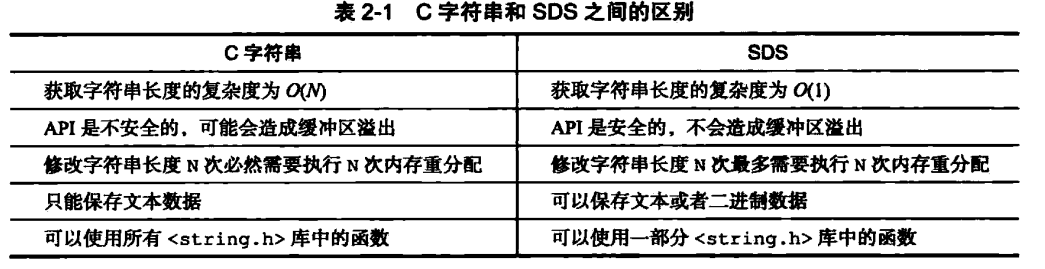 表 2-1 C 字符串和 SDS 之间的区别
C 字符串 SDS
获取字符串长度的复杂度为 O(N) 获取字符串长度的复杂度为 O(1)
API 是不安全的，可能会造成缓冲区溢出 API 是安全的，不会造成缓冲区溢出
修改字符串长度 N 次必然需要执行 N 次内存重分配 修改字符串长度 N 次最多需要执行 N 次内存重分配
只能保存文本数据 可以保存文本或者二进制数据
可以使用所有 <string.h> 库中的函数 可以使用一部分 <string.h> 库中的函数